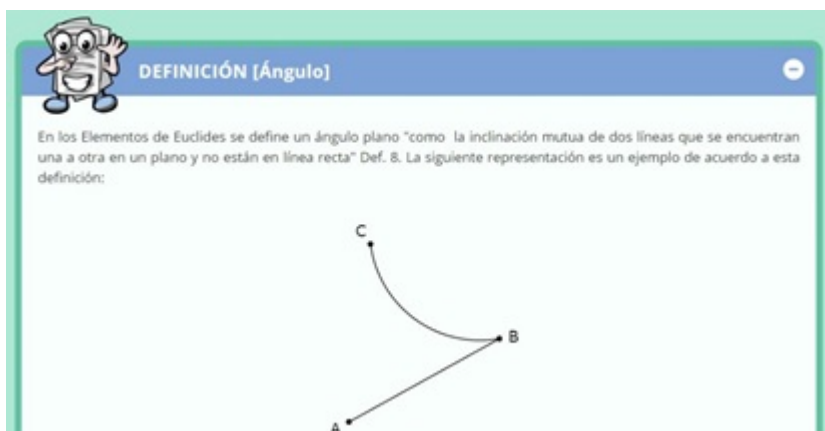 DEFINICIÓN [Ángulo]
En los Elementos de Euclides se define un ángulo plano "como la inclinación mutua de dos líneas que se encuentran
una a otra en un plano y no están en línea recta" Def. 8. La siguiente representación es un ejemplo de acuerdo a esta
definición:
C
B
A